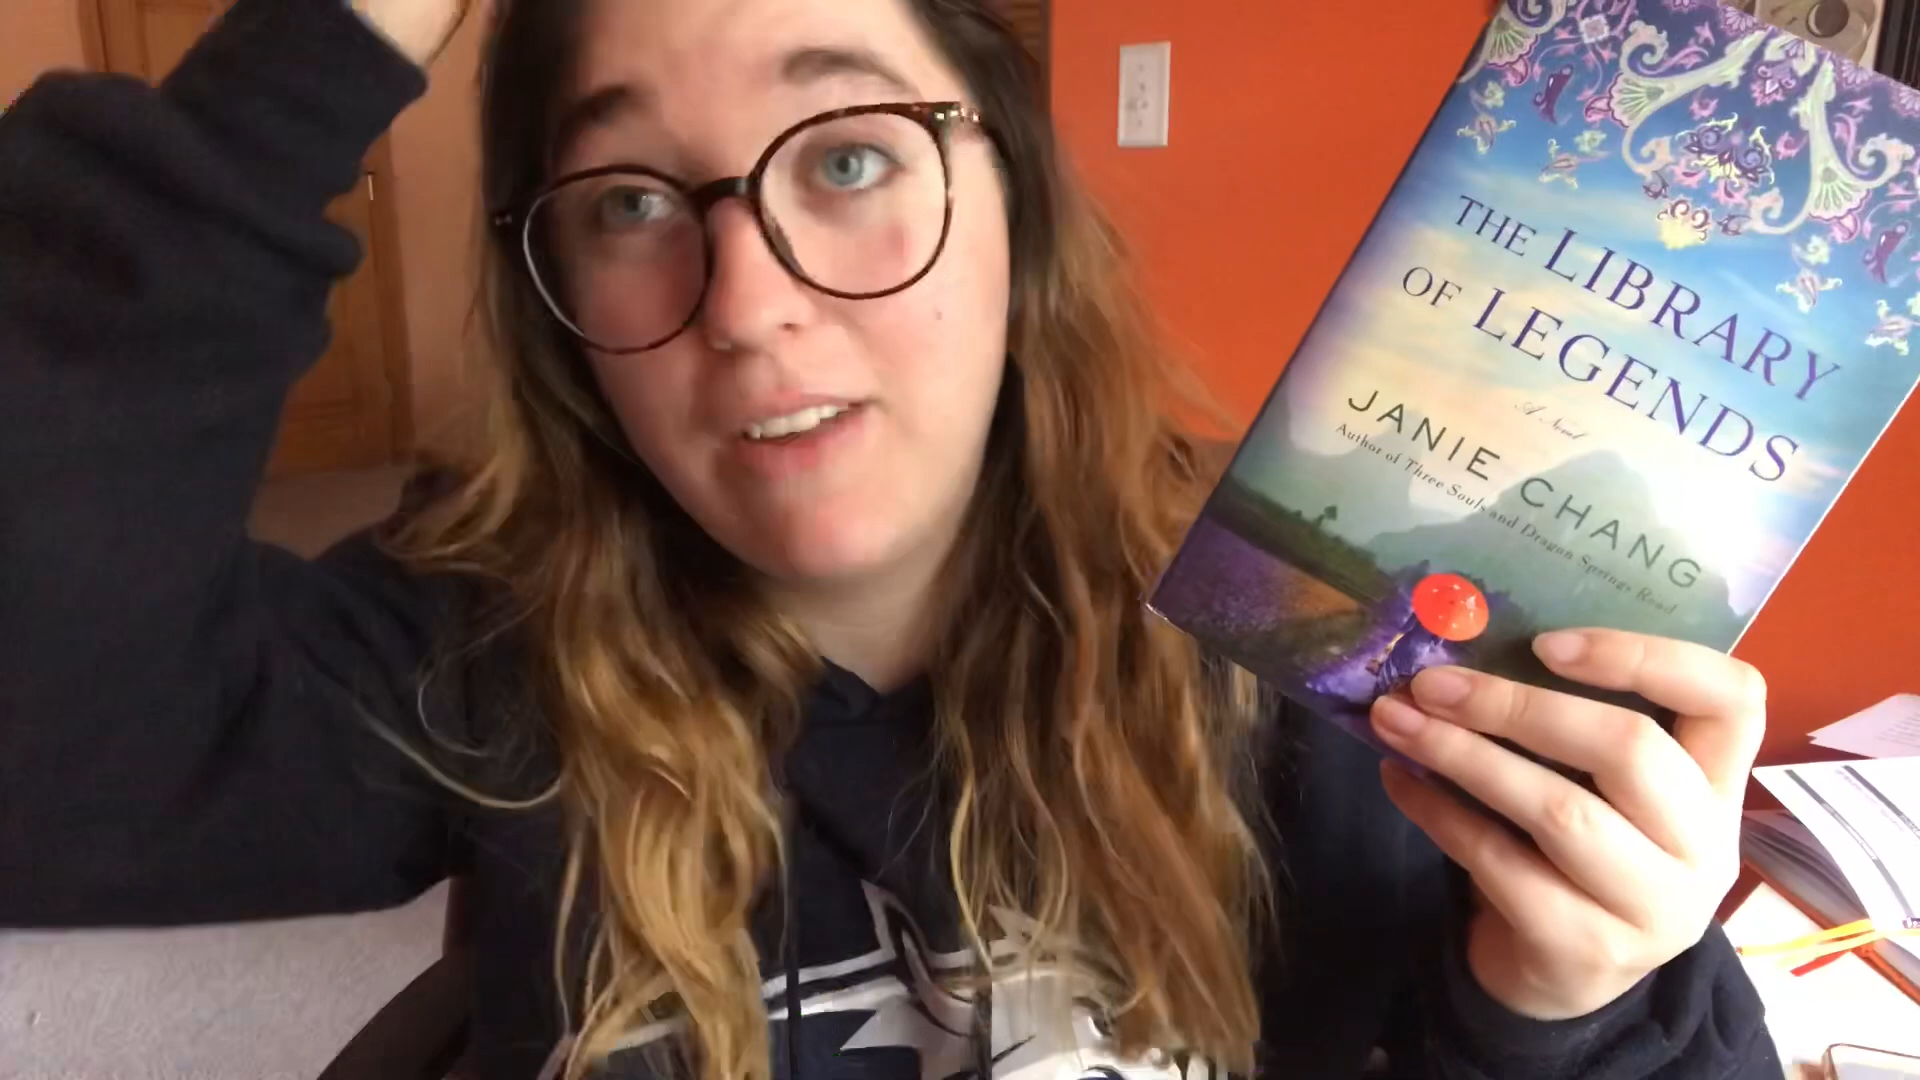 THE LIBRARY
OF LEGENDS
A Novel
JANIE CHANG
Author of Three Souls and Dragon Springs Road